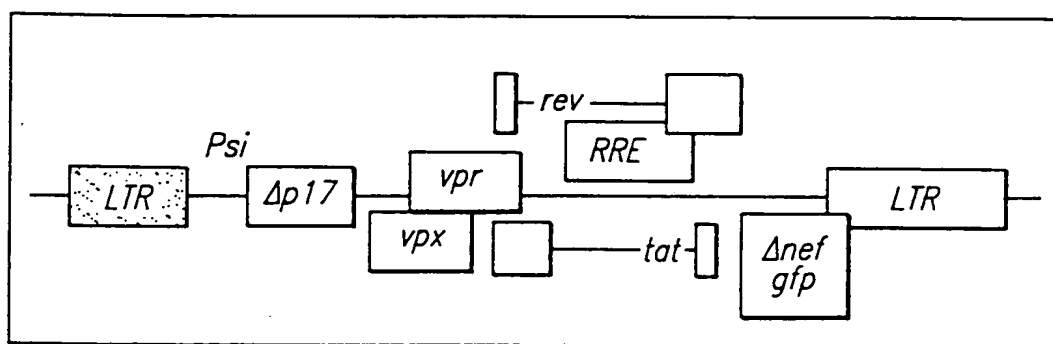 rev
RRE
Psi
LTR
Δp17
vpr
LTR
vpx
tat
Δnef
gfp